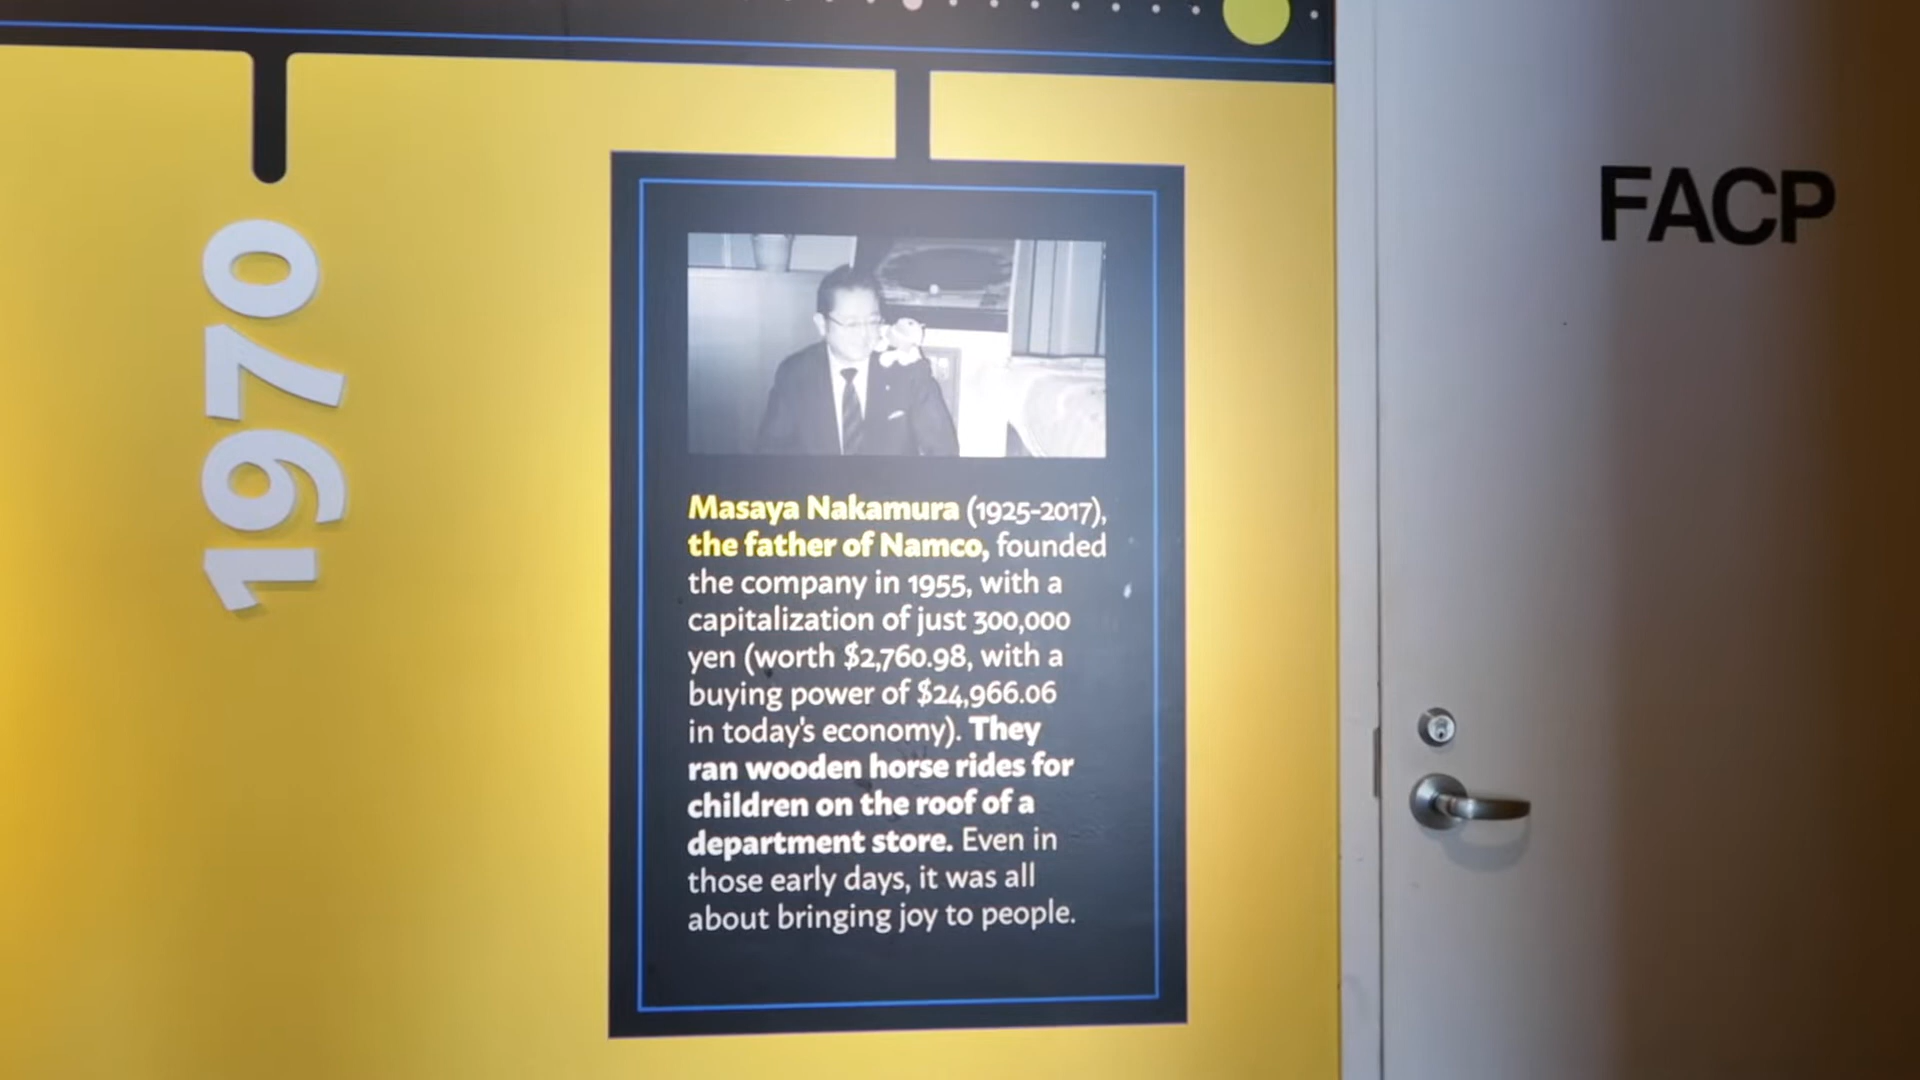 1970
Masaya Nakamura (1925-2017),
the father of Namco, founded
the company in 1955, with a
capitalization of just 300,000
yen (worth $2,760.98, with a
buying power of $24,966.06
in today's economy). They
ran wooden horse rides for
children on the roof of a
department store. Even in
those early days, it was all
about bringing joy to people.
FACP